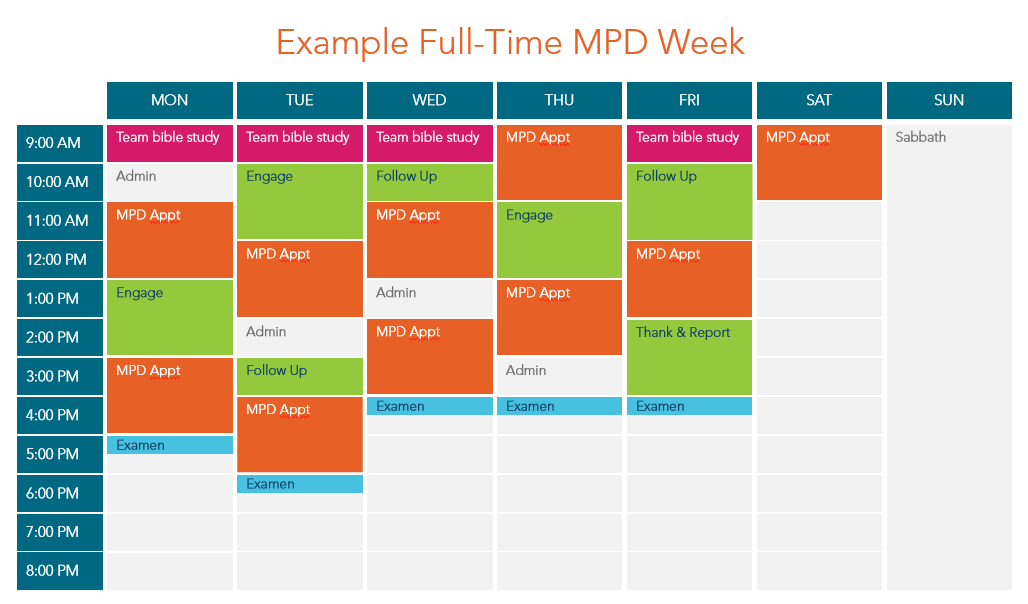 Example Full-Time MPD Week
MON TUE WED THU FRI SAT SUN
9:00 AM Team bible study Team bible study Team bible study MPD Appt Team bible study MPD Appt Sabbath
10:00 AM Admin Engage Follow Up Follow Up
11:00 AM MPD Appt MPD Appt Engage
12:00 PM MPD Appt MPD Appt
1:00 PM Engage Admin MPD Appt
2:00 PM Admin MPD Appt Thank & Report
3:00 PM MPD Appt Follow Up Admin
4:00 PM MPD Appt Examen Examen Examen
5:00 PM Examen
6:00 PM Examen
7:00 PM
8:00 PM